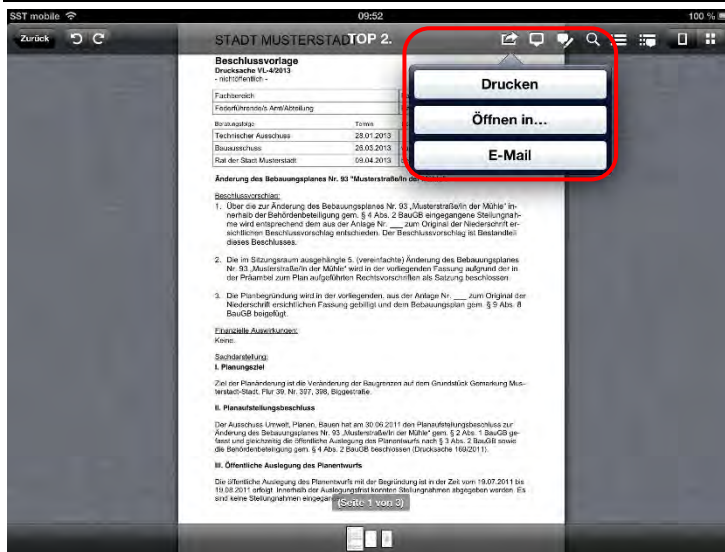 SST mobile 09:52 100 %
Zurück STADT MUSTERSTAD TOP 2.
Drucken
Öffnen in...
E-Mail
Beschlussvorlage
Drucksache VL-4/2013
- nichtöffentlich -
Fachbereich
Federführende/s Amt/Abteilung
Beratungsfolge Termin
Technischer Ausschuss 28.01.2013
Bauausschuss 26.03.2013
Rat der Stadt Musterstadt 09.04.2013
Änderung des Bebauungsplanes Nr. 93 "Musterstraße/In der
Beschlussvorschlag:
1. Über die zur Änderung des Bebauungsplanes Nr. 93 „Musterstraße/In der Mühle“ in-
nerhalb der Behördenbeteiligung gem. § 4 Abs. 2 BauGB eingegangene Stellungnah-
me wird entsprechend dem aus der Anlage Nr. ___ zum Original der Niederschrift er-
sichtlichen Beschlussvorschlag entschieden. Der Beschlussvorschlag ist Bestandteil
dieses Beschlusses.
2. Die im Sitzungsraum ausgehängte 5. (vereinfachte) Änderung des Bebauungsplanes
Nr. 93 „Musterstraße/In der Mühle“ wird in der vorliegenden Fassung aufgrund der in
der Präambel zum Plan aufgeführten Rechtsvorschriften als Satzung beschlossen.
3. Die Planbegründung wird in der vorliegenden, aus der Anlage Nr. ___ zum Original der
Niederschrift ersichtlichen Fassung gebilligt und dem Bebauungsplan gem. § 9 Abs. 8
BauGB beigefügt.
Finanzielle Auswirkungen:
Keine.
Sachdarstellung:
I. Planungsziel
Ziel der Planänderung ist die Veränderung der Baugrenzen auf dem Grundstück Gemarkung Mus-
terstadt-Stadt, Flur 39, Nr. 397, 398, Biggestraße.
II. Planaufstellungsbeschluss
Der Ausschuss Umwelt, Planen, Bauen hat am 30.06.2011 den Planaufstellungsbeschluss zur
Änderung des Bebauungsplanes Nr. 93 „Musterstraße/In der Mühle“ gem. § 2 Abs. 1 BauGB ge-
fasst und gleichzeitig die öffentliche Auslegung des Planentwurfs nach § 3 Abs. 2 BauGB sowie
die Behördenbeteiligung gem. § 4 Abs. 2 BauGB beschlossen (Drucksache 169/2011).
III. Öffentliche Auslegung des Planentwurfs
Die öffentliche Auslegung des Planentwurfs mit der Begründung ist in der Zeit vom 19.07.2011 bis
19.08.2011 erfolgt. Innerhalb der Auslegungsfrist konnten Stellungnahmen abgegeben werden. Es
sind keine Stellungnahmen eingegan
(Seite 1 von 3)